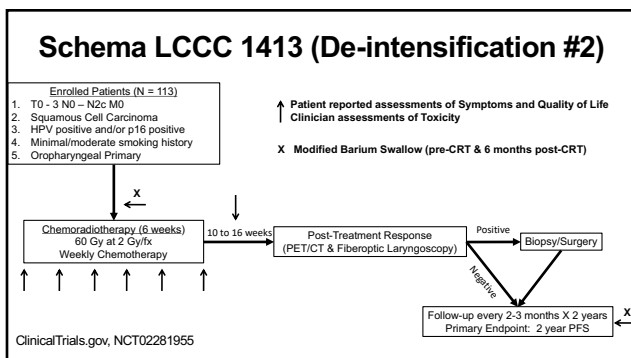 Schema LCCC 1413 (De-intensification #2)
Enrolled Patients (N = 113)
1. T0 - 3 N0 – N2c M0
2. Squamous Cell Carcinoma
3. HPV positive and/or p16 positive
4. Minimal/moderate smoking history
5. Oropharyngeal Primary
Patient reported assessments of Symptoms and Quality of Life
Clinician assessments of Toxicity
X Modified Barium Swallow (pre-CRT & 6 months post-CRT)
X
Chemoradiotherapy (6 weeks)
60 Gy at 2 Gy/fx
Weekly Chemotherapy
10 to 16 weeks
Post-Treatment Response
(PET/CT & Fiberoptic Laryngoscopy)
Positive
Biopsy/Surgery
Negative
Follow-up every 2-3 months X 2 years
Primary Endpoint: 2 year PFS
X
ClinicalTrials.gov, NCT02281955